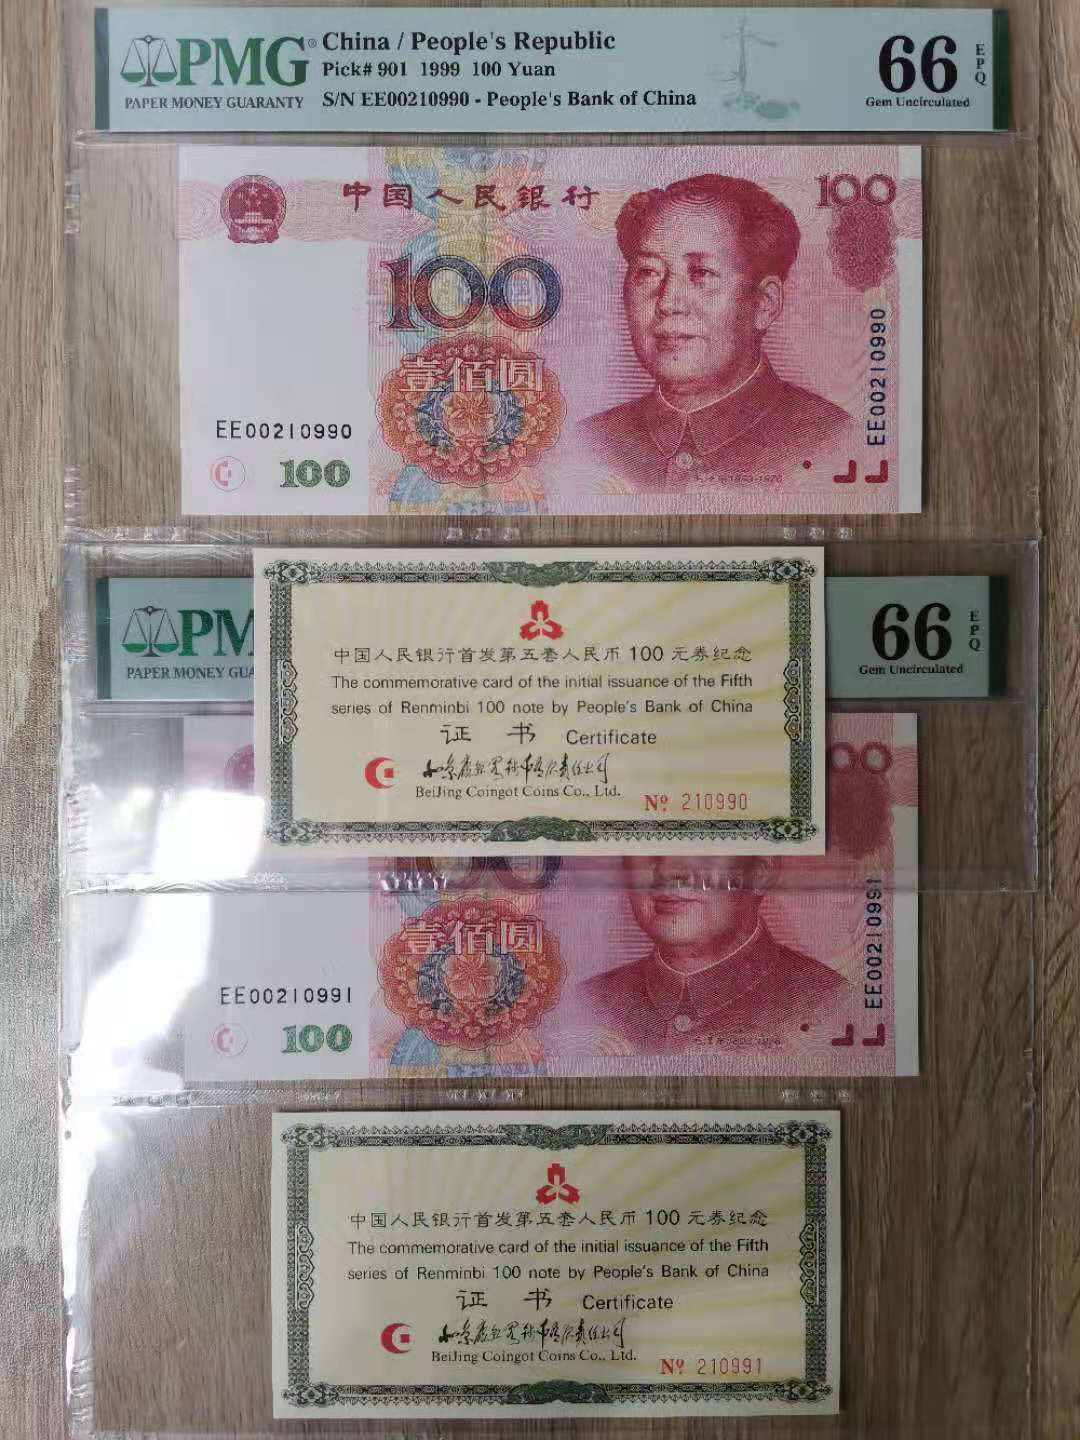 PMG® China / People's Republic
Pick# 901 1999 100 Yuan
PAPER MONEY GUARANTY
S/N EE00210990 - People's Bank of China
66 EPQ
Gem Uncirculated
中国人民银行
100
100
壹佰圆
EE00210990
EE00210990
100
1893-1976
PM
PAPER MONEY GUA
66 EPQ
Gem Uncirculated
中国人民银行首发第五套人民币 100 元券纪念
The commemorative card of the initial issuance of the Fifth
series of Renminbi 100 note by People's Bank of China
证书 Certificate
BeiJing Coingot Coins Co., Ltd.
№ 210990
00
壹佰圆
EE00210991
EE00210991
100
中国人民银行首发第五套人民币 100 元券纪念
The commemorative card of the initial issuance of the Fifth
series of Renminbi 100 note by People's Bank of China
证书 Certificate
BeiJing Coingot Coins Co., Ltd.
№ 210991